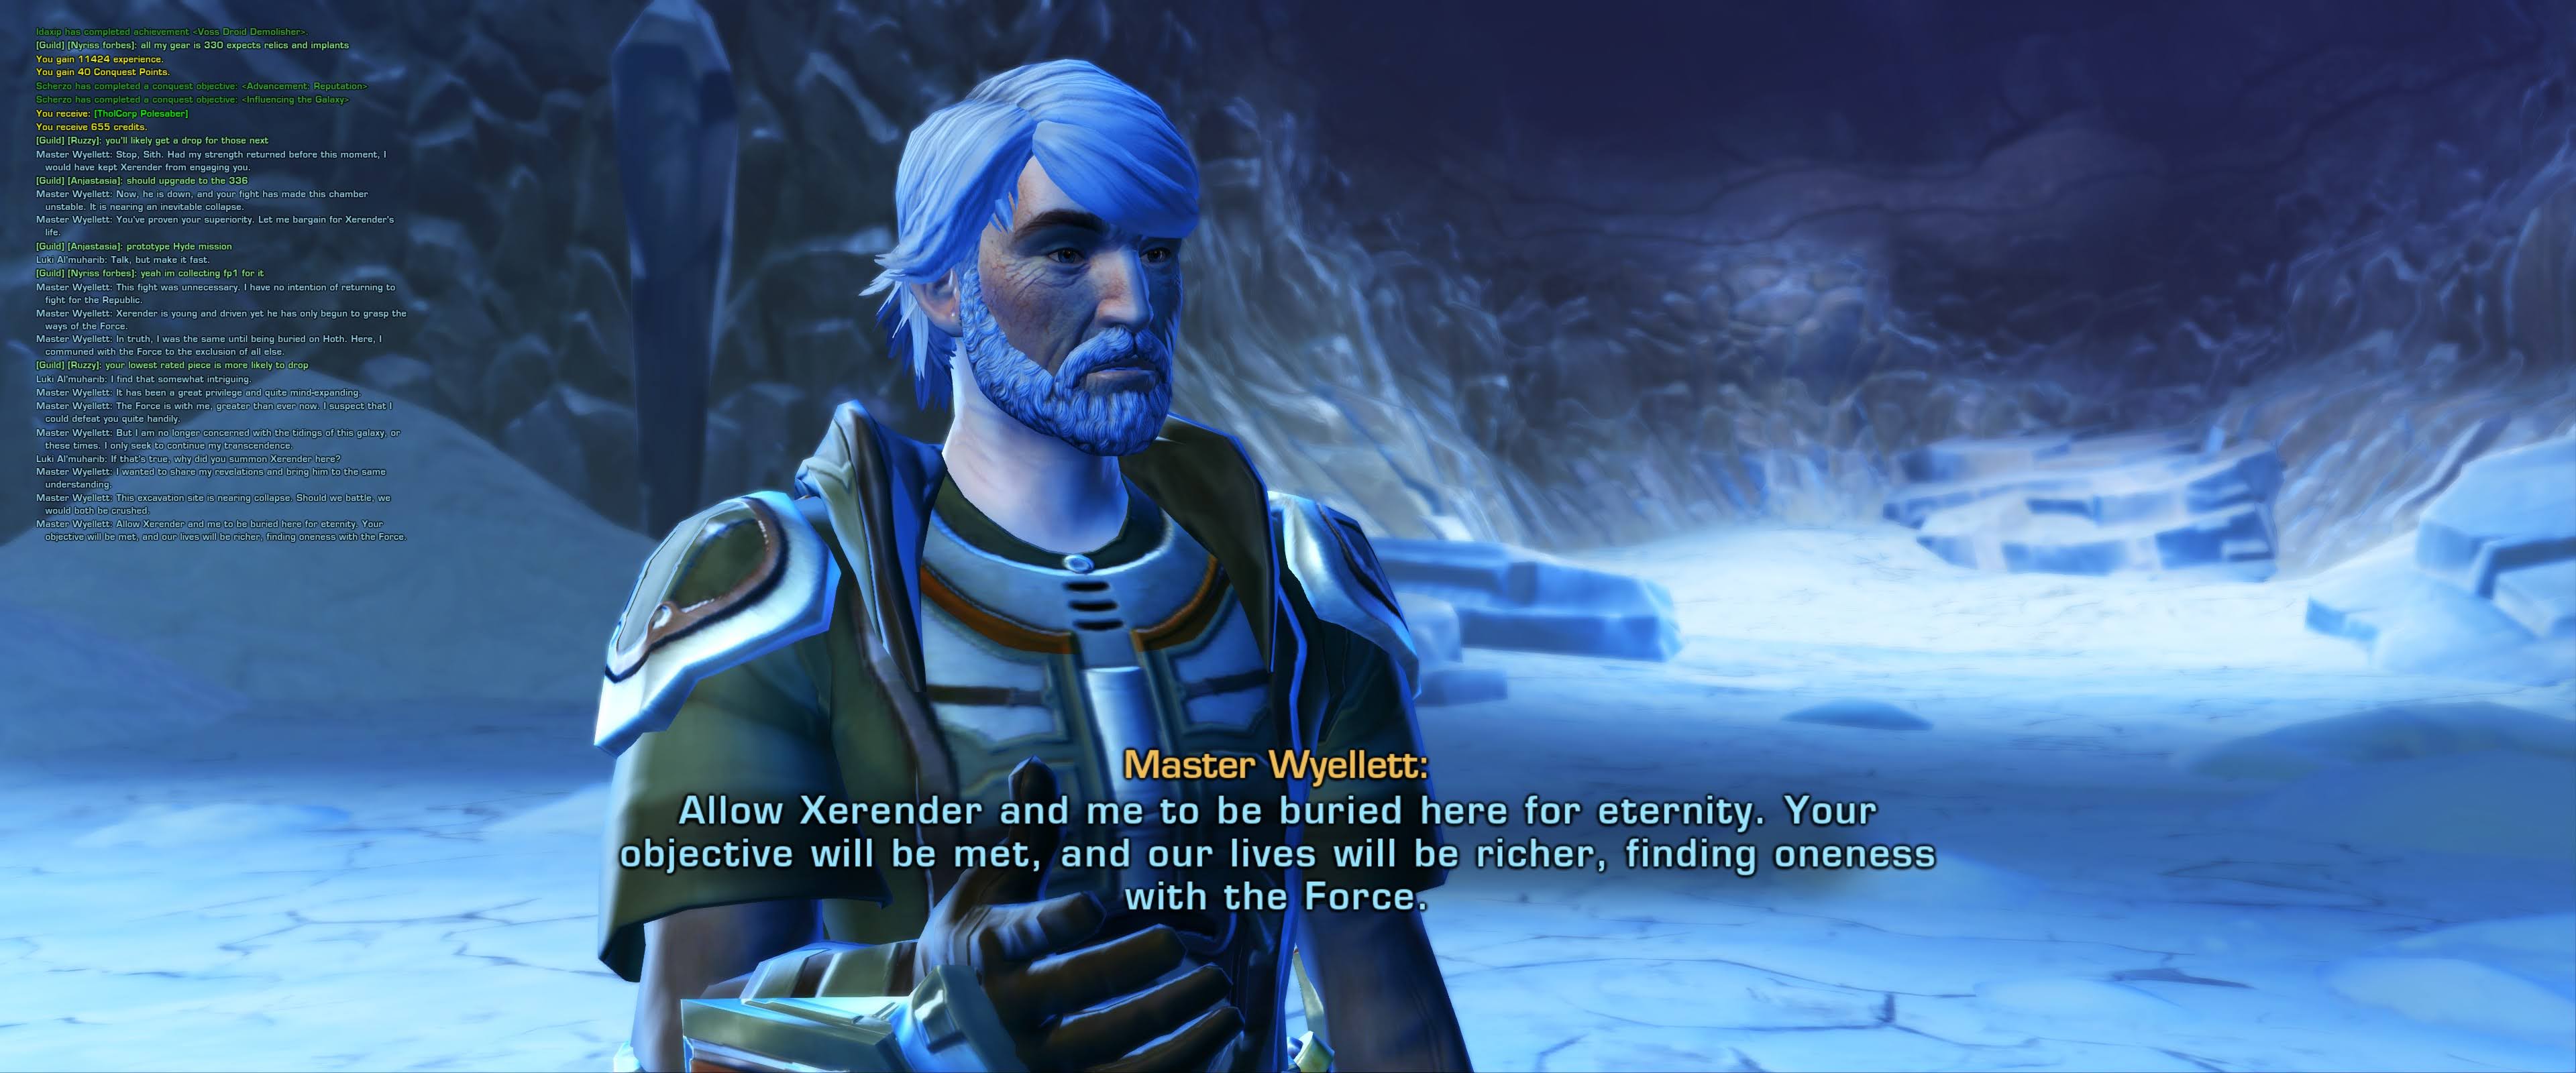 Idaxip has completed achievement <Voss Droid Demolisher>.
[Guild] [Nyriss forbes]: all my gear is 330 expects relics and implants
You gain 11424 experience.
You gain 40 Conquest Points.
Scherzo has completed a conquest objective: <Advancement: Reputation>
Scherzo has completed a conquest objective: <Influencing the Galaxy>
You receive: [TholCorp Polesaber]
You receive 655 credits.
[Guild] [Ruzzy]: you'll likely get a drop for those next
Master Wyellett: Stop, Sith. Had my strength returned before this moment, I
would have kept Xerender from engaging you.
[Guild] [Anjastasia]: should upgrade to the 336
Master Wyellett: Now, he is down, and your fight has made this chamber
unstable. It is nearing an inevitable collapse.
Master Wyellett: You've proven your superiority. Let me bargain for Xerender's
life.
[Guild] [Anjastasia]: prototype Hyde mission
Luki Al'muharib: Talk, but make it fast.
[Guild] [Nyriss forbes]: yeah im collecting fp1 for it
Master Wyellett: This fight was unnecessary. I have no intention of returning to
fight for the Republic.
Master Wyellett: Xerender is young and driven yet he has only begun to grasp the
ways of the Force.
Master Wyellett: In truth, I was the same until being buried on Hoth. Here, I
communed with the Force to the exclusion of all else.
[Guild] [Ruzzy]: your lowest rated piece is more likely to drop
Luki Al'muharib: I find that somewhat intriguing.
Master Wyellett: It has been a great privilege and quite mind-expanding.
Master Wyellett: The Force is with me, greater than ever now. I suspect that I
could defeat you quite handily.
Master Wyellett: But I am no longer concerned with the tidings of this galaxy, or
these times. I only seek to continue my transcendence.
Luki Al'muharib: If that's true, why did you summon Xerender here?
Master Wyellett: I wanted to share my revelations and bring him to the same
understanding.
Master Wyellett: This excavation site is nearing collapse. Should we battle, we
would both be crushed.
Master Wyellett: Allow Xerender and me to be buried here for eternity. Your
objective will be met, and our lives will be richer, finding oneness with the Force.
Master Wyellett:
Allow Xerender and me to be buried here for eternity. Your
objective will be met, and our lives will be richer, finding oneness
with the Force.